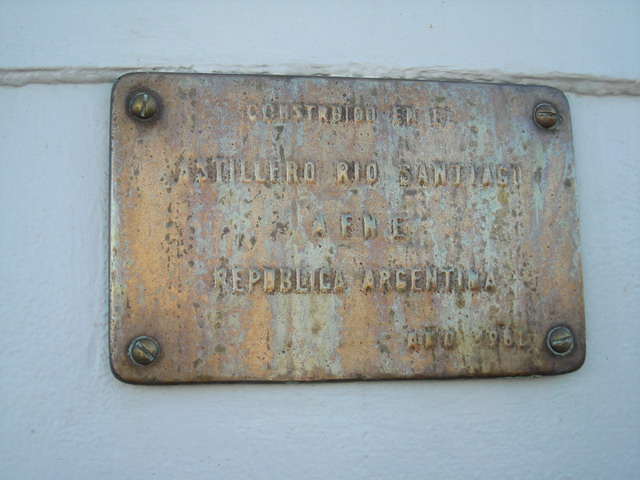 CONSTRUIDO EN EL
ASTILLERO RIO SANTIAGO
AFNE
REPUBLICA ARGENTINA
AÑO